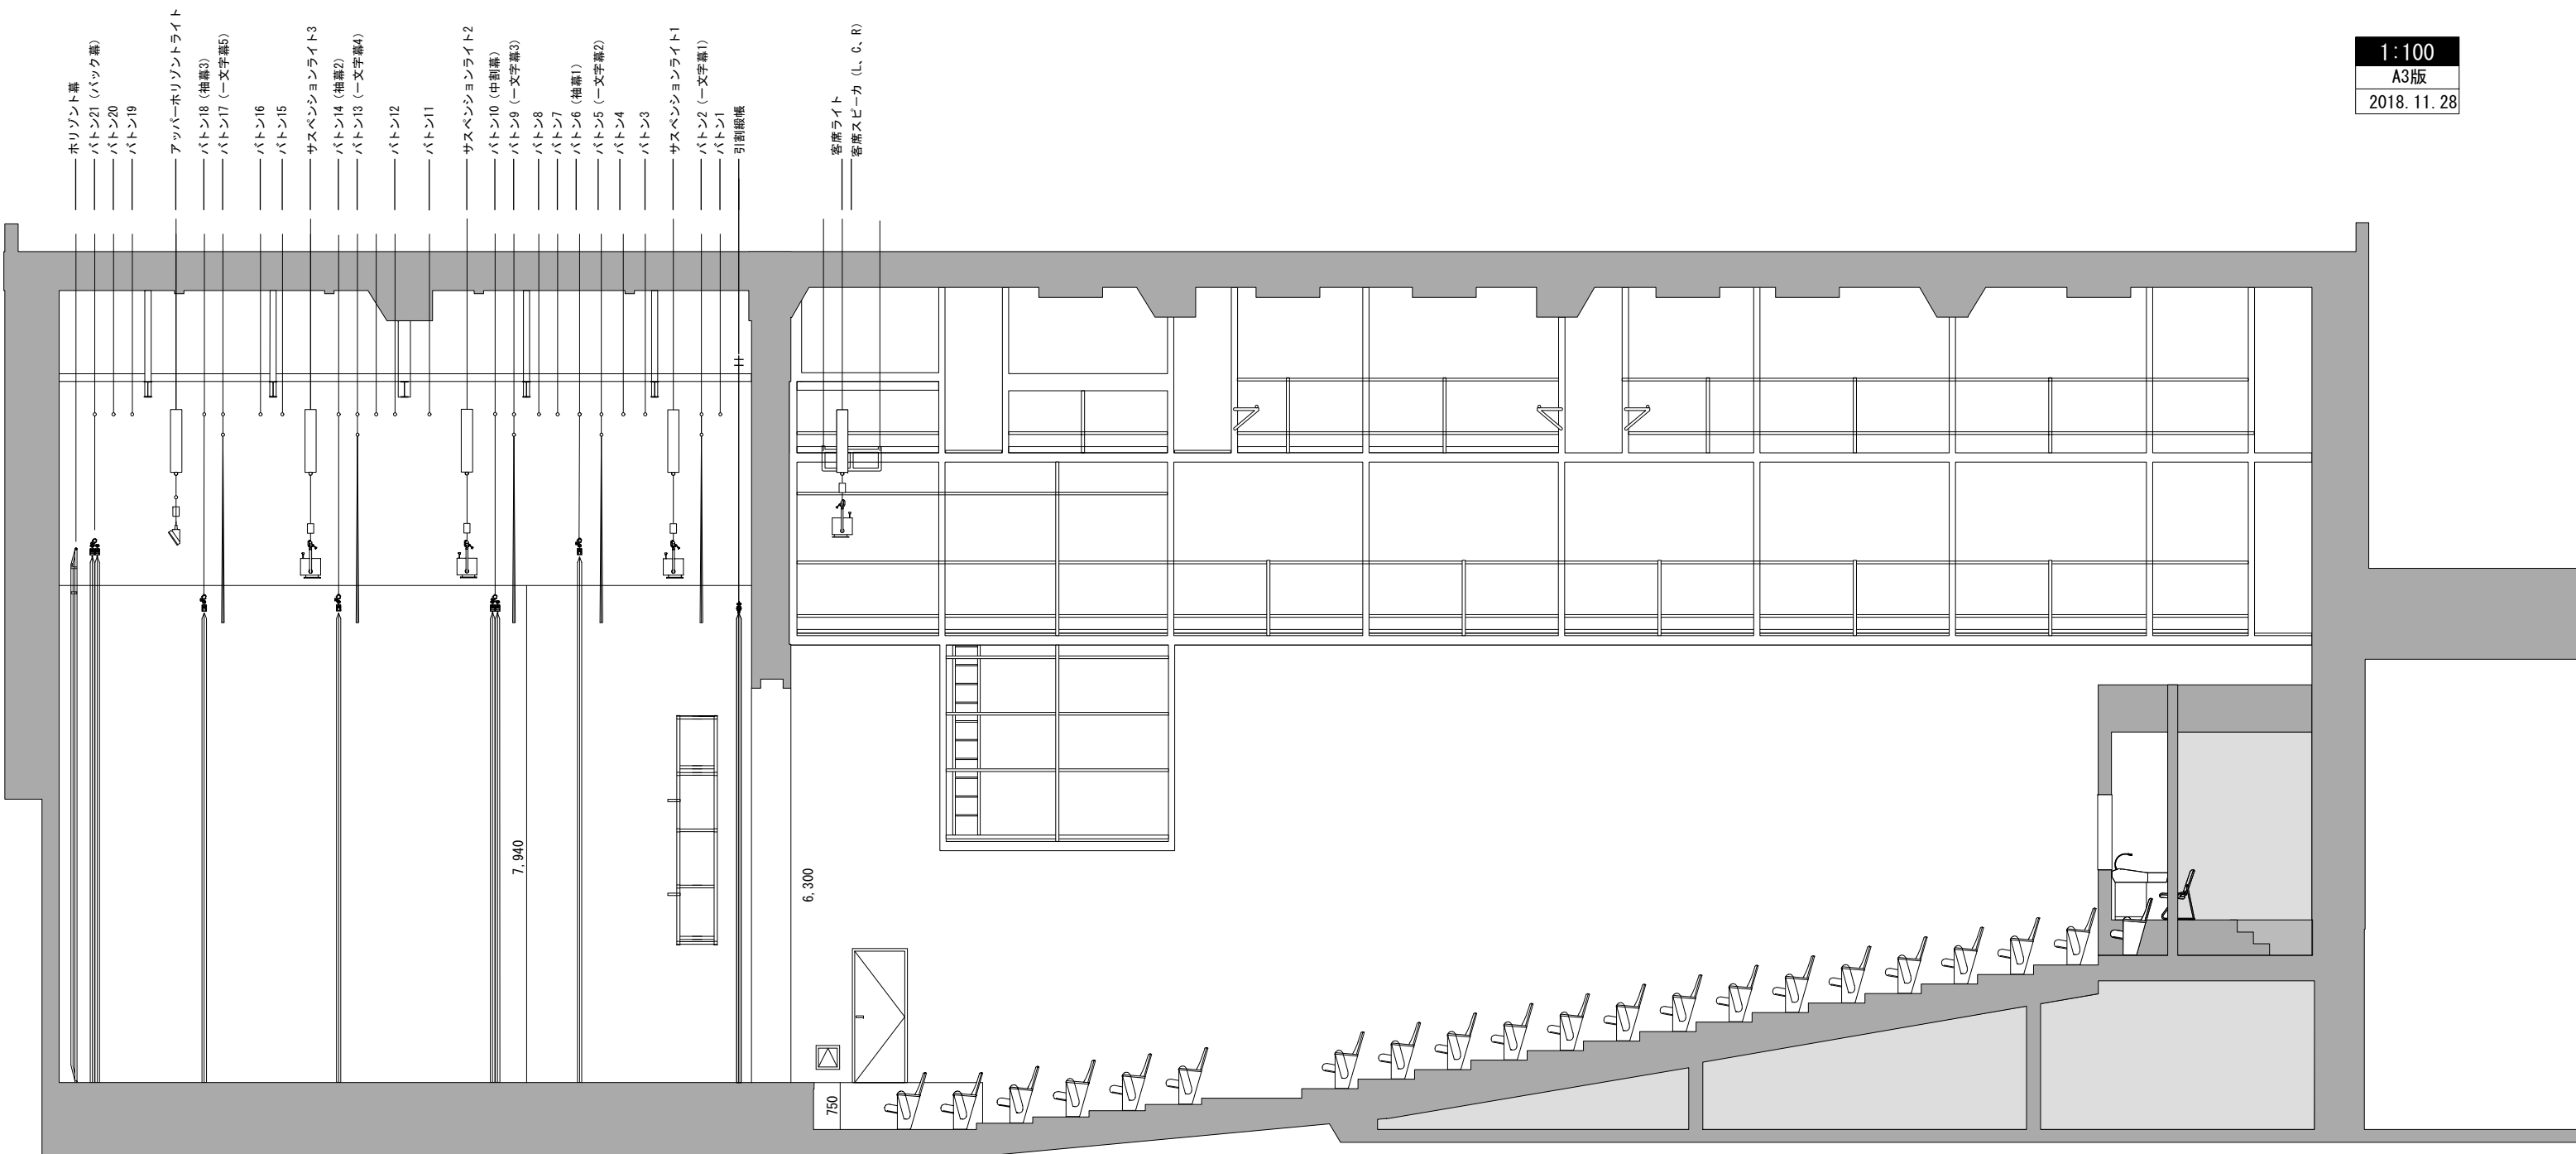 ホリゾント幕
バトン21 (バック幕)
バトン20
バトン19
アッパーホリゾントライト
バトン18 (袖幕3)
バトン17 (一文字幕5)
バトン16
バトン15
サスペンションライト3
バトン14 (袖幕2)
バトン13 (一文字幕4)
バトン12
バトン11
サスペンションライト2
バトン10 (中割幕)
バトン9 (一文字幕3)
バトン8
バトン7
バトン6 (袖幕1)
バトン5 (一文字幕2)
バトン4
バトン3
サスペンションライト1
バトン2 (一文字幕1)
バトン1
引割緞帳
客席ライト
客席スピーカ (L、C、R)
1:100
A3版
2018.11.28
7,940
6,300
750